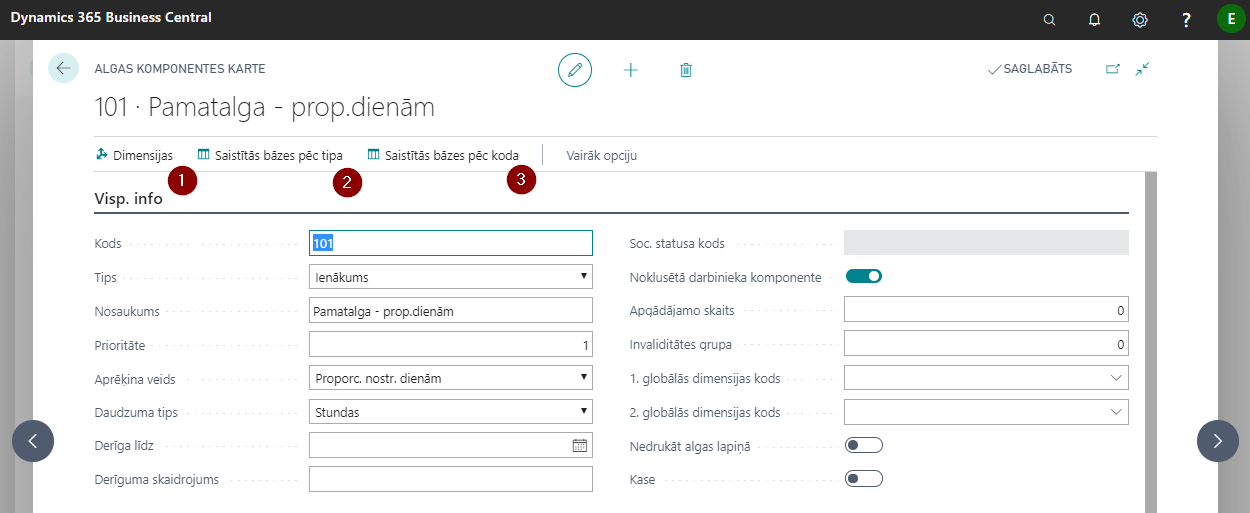 Dynamics 365 Business Central
?
E
ALGAS KOMPONENTES KARTE
SAGLABĀTS
101 · Pamatalga - prop.dienām
Dimensijas
Saistītās bāzes pēc tipa
Saistītās bāzes pēc koda
Vairāk opciju
1
2
3
Visp. info
Kods
101
Tips
Ienākums
Nosaukums
Pamatalga - prop.dienām
Prioritāte
1
Aprēķina veids
Proporc. nostr. dienām
Daudzuma tips
Stundas
Derīga līdz
Derīguma skaidrojums
Soc. statusa kods
Noklusētā darbinieka komponente
Apgādājamo skaits
0
Invaliditātes grupa
0
1. globālās dimensijas kods
2. globālās dimensijas kods
Nedrukāt algas lapiņā
Kase